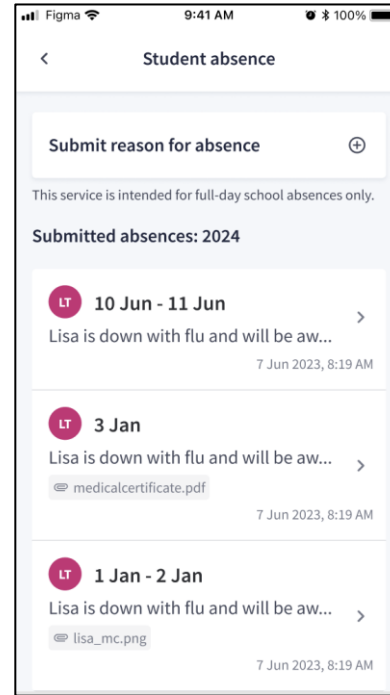 Figma 9:41 AM 100%
Student absence
Submit reason for absence
This service is intended for full-day school absences only.
Submitted absences: 2024
LT 10 Jun - 11 Jun
Lisa is down with flu and will be aw...
7 Jun 2023, 8:19 AM
LT 3 Jan
Lisa is down with flu and will be aw...
medicalcertificate.pdf
7 Jun 2023, 8:19 AM
LT 1 Jan - 2 Jan
Lisa is down with flu and will be aw...
lisa_mc.png
7 Jun 2023, 8:19 AM